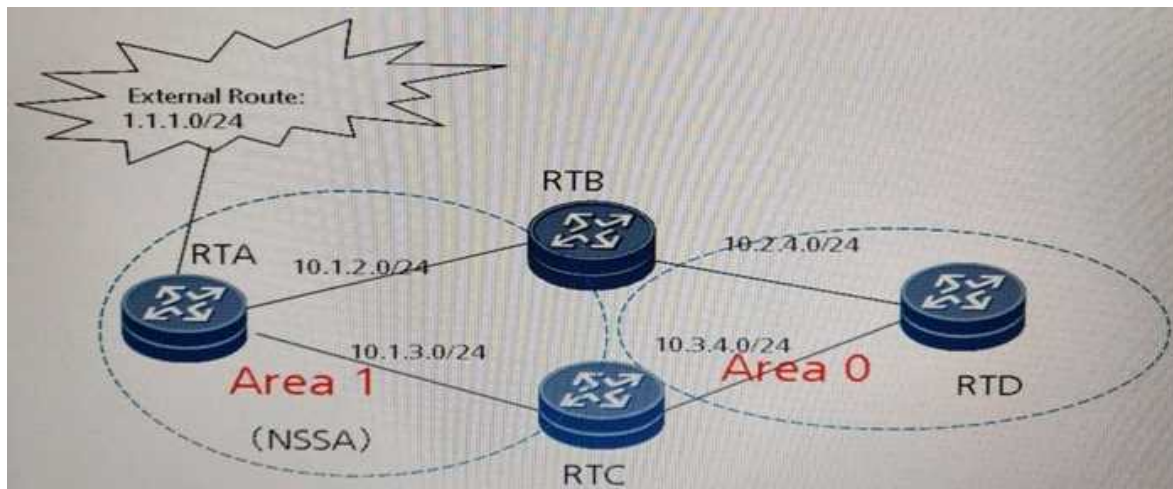 External Route:
1.1.1.0/24
RTB
RTA
10.2.4.0/24
10.1.2.0/24
10.1.3.0/24
10.3.4.0/24
Area 1
Area 0
RTD
(NSSA)
RTC